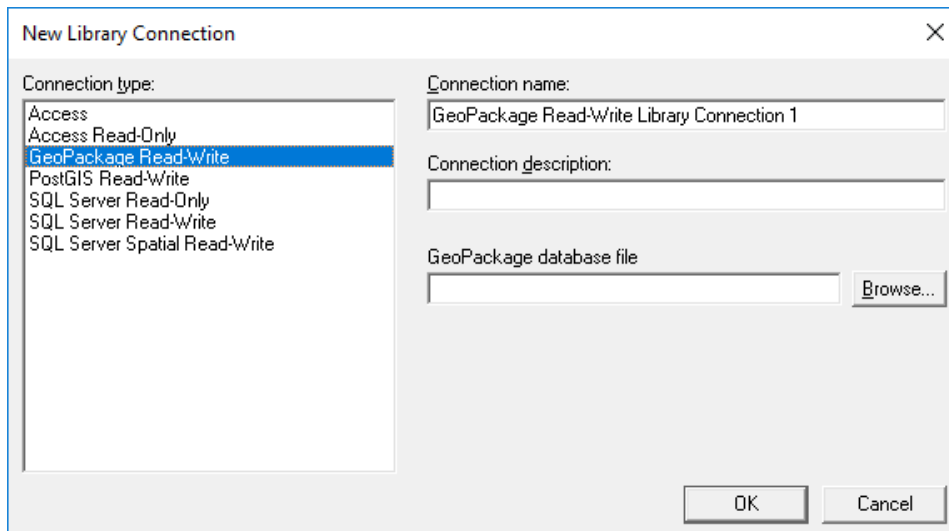 New Library Connection
Connection type:
Access
Access Read-Only
GeoPackage Read-Write
PostGIS Read-Write
SQL Server Read-Only
SQL Server Read-Write
SQL Server Spatial Read-Write
Connection name:
GeoPackage Read-Write Library Connection 1
Connection description:
GeoPackage database file
Browse...
OK
Cancel